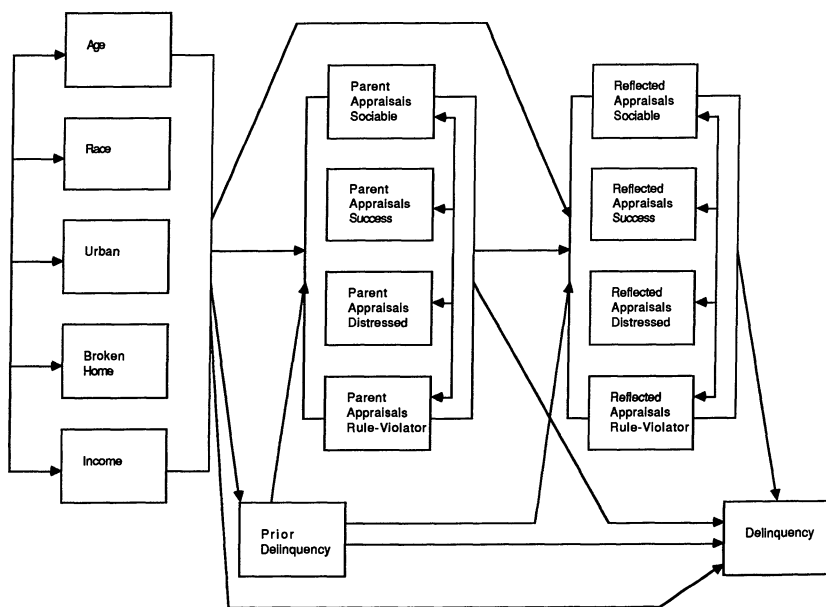 Age
Race
Urban
Broken
Home
Income
Parent
Appraisals
Sociable
Parent
Appraisals
Success
Parent
Appraisals
Distressed
Parent
Appraisals
Rule-Violator
Prior
Delinquency
Reflected
Appraisals
Sociable
Reflected
Appraisals
Success
Reflected
Appraisals
Distressed
Reflected
Appraisals
Rule-Violator
Delinquency